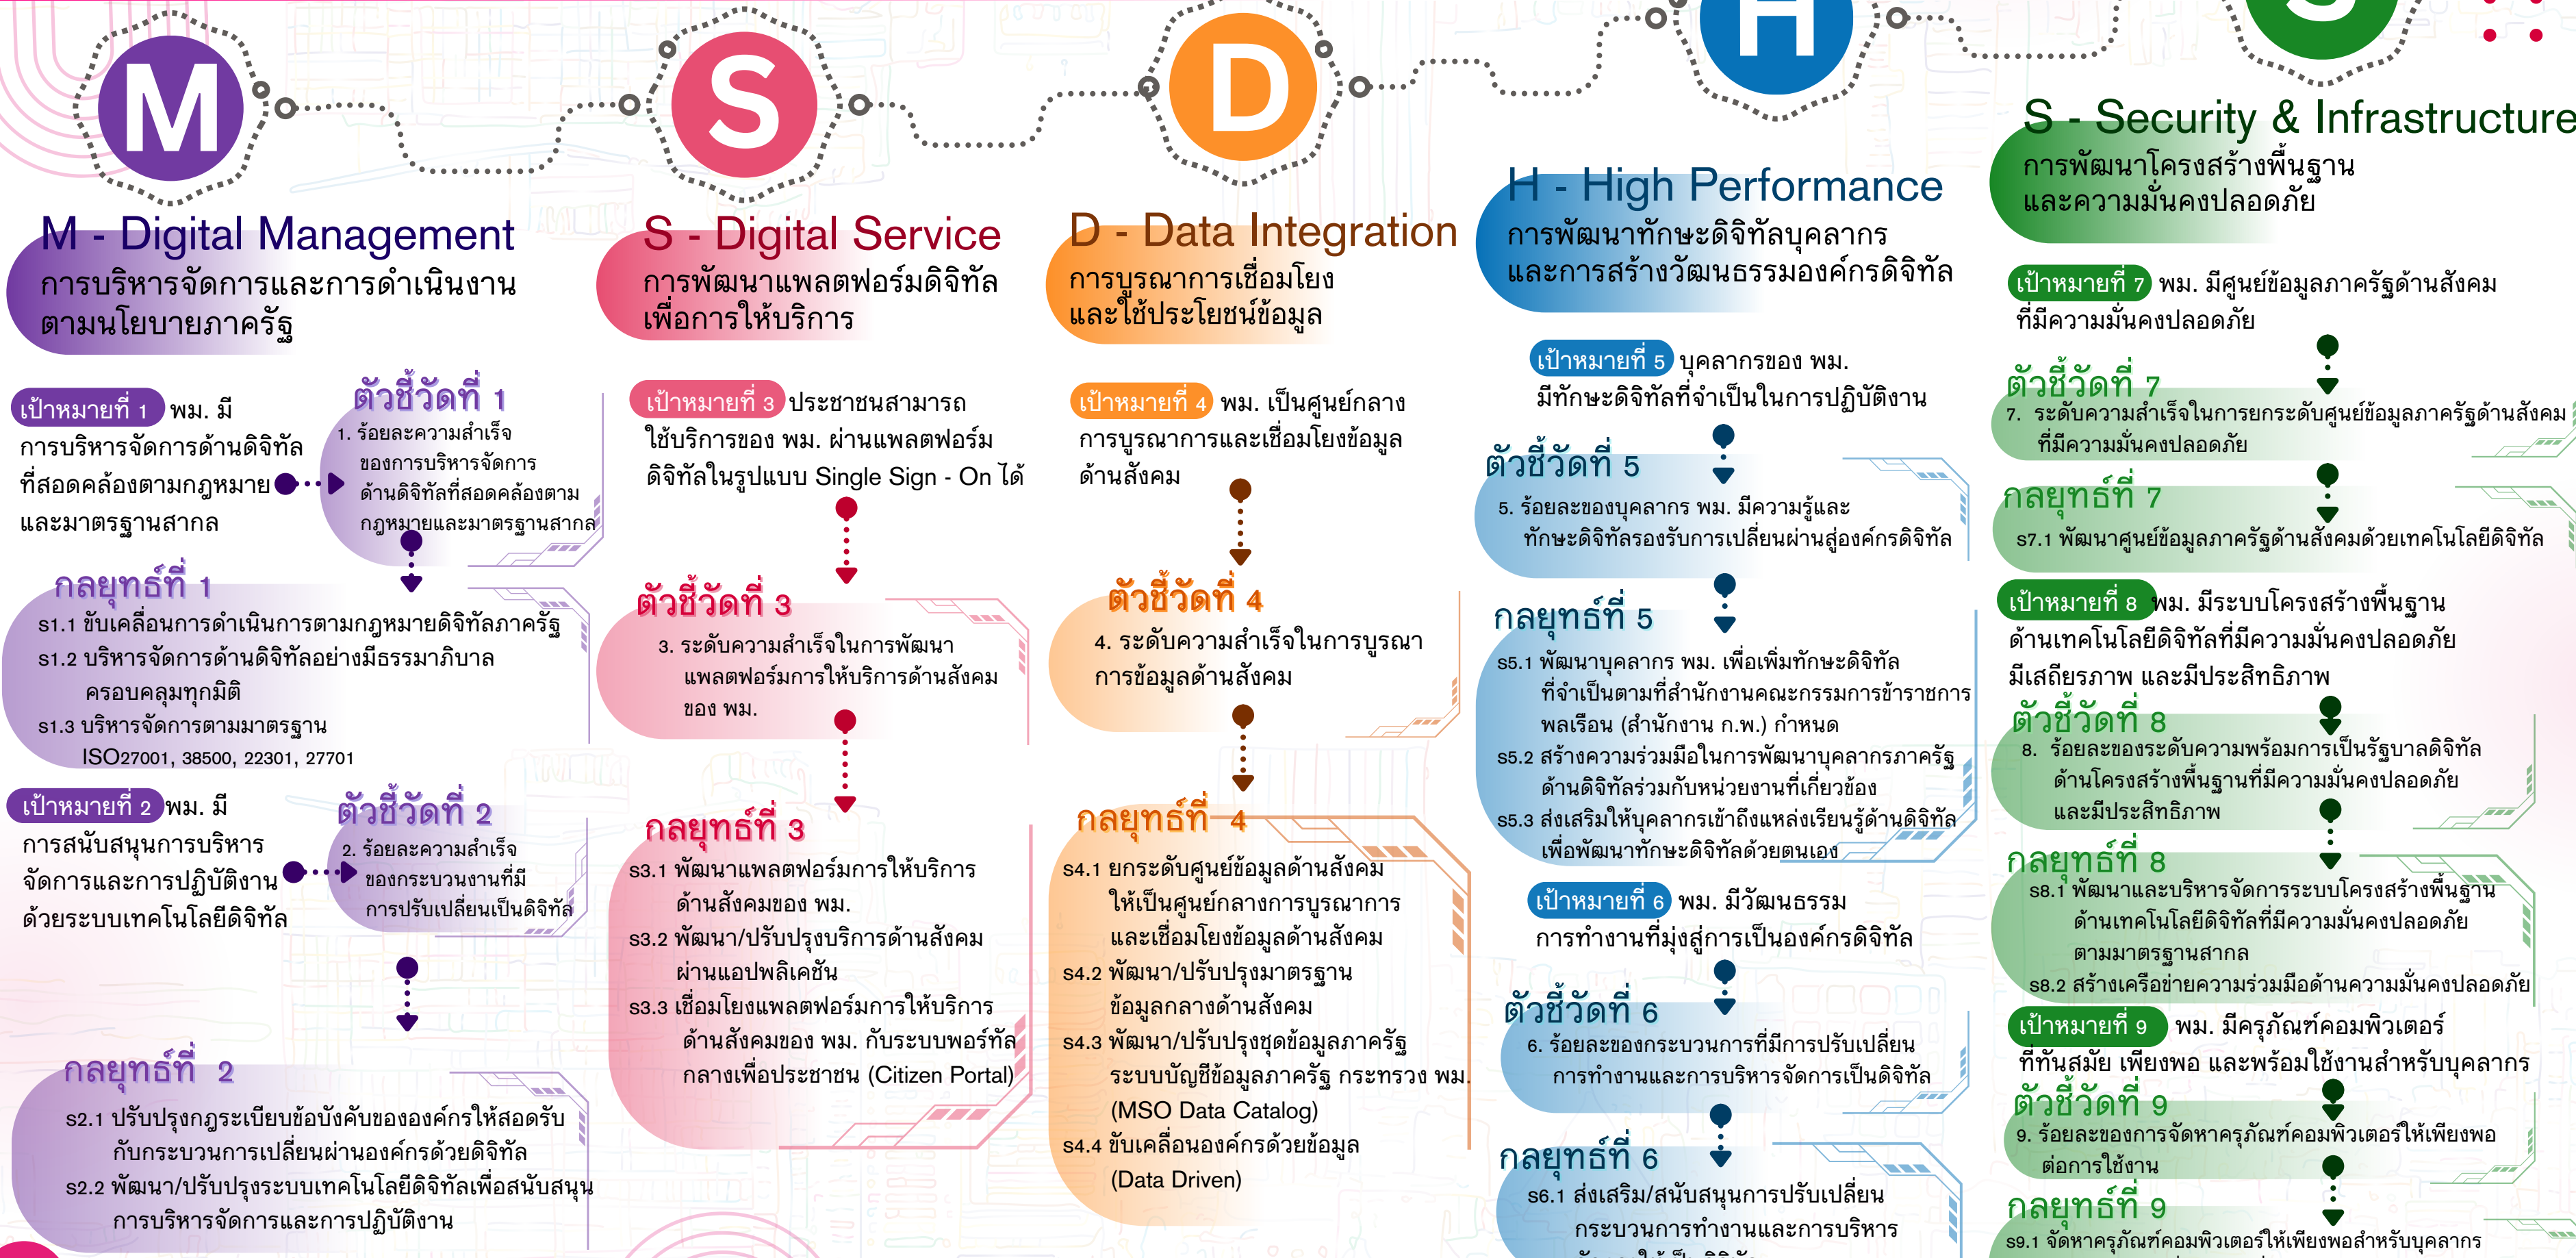 M
M - Digital Management
การบริหารจัดการและการดำเนินงาน
ตามนโยบายภาครัฐ
เป้าหมายที่ 1 พม. มี
การบริหารจัดการด้านดิจิทัล
ที่สอดคล้องตามกฎหมาย
และมาตรฐานสากล
ตัวชี้วัดที่ 1
1. ร้อยละความสำเร็จ
ของการบริหารจัดการ
ด้านดิจิทัลที่สอดคล้องตาม
กฎหมายและมาตรฐานสากล
กลยุทธ์ที่ 1
s1.1 ขับเคลื่อนการดำเนินการตามกฎหมายดิจิทัลภาครัฐ
s1.2 บริหารจัดการด้านดิจิทัลอย่างมีธรรมาภิบาล
ครอบคลุมทุกมิติ
s1.3 บริหารจัดการตามมาตรฐาน
ISO27001, 38500, 22301, 27701
เป้าหมายที่ 2 พม. มี
การสนับสนุนการบริหาร
จัดการและการปฏิบัติงาน
ด้วยระบบเทคโนโลยีดิจิทัล
ตัวชี้วัดที่ 2
2. ร้อยละความสำเร็จ
ของกระบวนงานที่มี
การปรับเปลี่ยนเป็นดิจิทัล
กลยุทธ์ที่ 2
s2.1 ปรับปรุงกฎระเบียบข้อบังคับขององค์กรให้สอดรับ
กับกระบวนการเปลี่ยนผ่านองค์กรด้วยดิจิทัล
s2.2 พัฒนา/ปรับปรุงระบบเทคโนโลยีดิจิทัลเพื่อสนับสนุน
การบริหารจัดการและการปฏิบัติงาน
S
S - Digital Service
การพัฒนาแพลตฟอร์มดิจิทัล
เพื่อการให้บริการ
เป้าหมายที่ 3 ประชาชนสามารถ
ใช้บริการของ พม. ผ่านแพลตฟอร์ม
ดิจิทัลในรูปแบบ Single Sign - On ได้
ตัวชี้วัดที่ 3
3. ระดับความสำเร็จในการพัฒนา
แพลตฟอร์มการให้บริการด้านสังคม
ของ พม.
กลยุทธ์ที่ 3
s3.1 พัฒนาแพลตฟอร์มการให้บริการ
ด้านสังคมของ พม.
s3.2 พัฒนา/ปรับปรุงบริการด้านสังคม
ผ่านแอปพลิเคชัน
s3.3 เชื่อมโยงแพลตฟอร์มการให้บริการ
ด้านสังคมของ พม. กับระบบพอร์ทัล
กลางเพื่อประชาชน (Citizen Portal)
D
D - Data Integration
การบูรณาการเชื่อมโยง
และใช้ประโยชน์ข้อมูล
เป้าหมายที่ 4 พม. เป็นศูนย์กลาง
การบูรณาการและเชื่อมโยงข้อมูล
ด้านสังคม
ตัวชี้วัดที่ 4
4. ระดับความสำเร็จในการบูรณา
การข้อมูลด้านสังคม
กลยุทธ์ที่ 4
s4.1 ยกระดับศูนย์ข้อมูลด้านสังคม
ให้เป็นศูนย์กลางการบูรณาการ
และเชื่อมโยงข้อมูลด้านสังคม
s4.2 พัฒนา/ปรับปรุงมาตรฐาน
ข้อมูลกลางด้านสังคม
s4.3 พัฒนา/ปรับปรุงชุดข้อมูลภาครัฐ
ระบบบัญชีข้อมูลภาครัฐ กระทรวง พม.
(MSO Data Catalog)
s4.4 ขับเคลื่อนองค์กรด้วยข้อมูล
(Data Driven)
H
H - High Performance
การพัฒนาทักษะดิจิทัลบุคลากร
และการสร้างวัฒนธรรมองค์กรดิจิทัล
เป้าหมายที่ 5 บุคลากรของ พม.
มีทักษะดิจิทัลที่จำเป็นในการปฏิบัติงาน
ตัวชี้วัดที่ 5
5. ร้อยละของบุคลากร พม. มีความรู้และ
ทักษะดิจิทัลรองรับการเปลี่ยนผ่านสู่องค์กรดิจิทัล
กลยุทธ์ที่ 5
s5.1 พัฒนาบุคลากร พม. เพื่อเพิ่มทักษะดิจิทัล
ที่จำเป็นตามที่สำนักงานคณะกรรมการข้าราชการ
พลเรือน (สำนักงาน ก.พ.) กำหนด
s5.2 สร้างความร่วมมือในการพัฒนาบุคลากรภาครัฐ
ด้านดิจิทัลร่วมกับหน่วยงานที่เกี่ยวข้อง
s5.3 ส่งเสริมให้บุคลากรเข้าถึงแหล่งเรียนรู้ด้านดิจิทัล
เพื่อพัฒนาทักษะดิจิทัลด้วยตนเอง
เป้าหมายที่ 6 พม. มีวัฒนธรรม
การทำงานที่มุ่งสู่การเป็นองค์กรดิจิทัล
ตัวชี้วัดที่ 6
6. ร้อยละของกระบวนการที่มีการปรับเปลี่ยน
การทำงานและการบริหารจัดการเป็นดิจิทัล
กลยุทธ์ที่ 6
s6.1 ส่งเสริม/สนับสนุนการปรับเปลี่ยน
กระบวนการทำงานและการบริหาร
S
S - Security & Infrastructure
การพัฒนาโครงสร้างพื้นฐาน
และความมั่นคงปลอดภัย
เป้าหมายที่ 7 พม. มีศูนย์ข้อมูลภาครัฐด้านสังคม
ที่มีความมั่นคงปลอดภัย
ตัวชี้วัดที่ 7
7. ระดับความสำเร็จในการยกระดับศูนย์ข้อมูลภาครัฐด้านสังคม
ที่มีความมั่นคงปลอดภัย
กลยุทธ์ที่ 7
s7.1 พัฒนาศูนย์ข้อมูลภาครัฐด้านสังคมด้วยเทคโนโลยีดิจิทัล
เป้าหมายที่ 8 พม. มีระบบโครงสร้างพื้นฐาน
ด้านเทคโนโลยีดิจิทัลที่มีความมั่นคงปลอดภัย
มีเสถียรภาพ และมีประสิทธิภาพ
ตัวชี้วัดที่ 8
8. ร้อยละของระดับความพร้อมการเป็นรัฐบาลดิจิทัล
ด้านโครงสร้างพื้นฐานที่มีความมั่นคงปลอดภัย
และมีประสิทธิภาพ
กลยุทธ์ที่ 8
s8.1 พัฒนาและบริหารจัดการระบบโครงสร้างพื้นฐาน
ด้านเทคโนโลยีดิจิทัลที่มีความมั่นคงปลอดภัย
ตามมาตรฐานสากล
s8.2 สร้างเครือข่ายความร่วมมือด้านความมั่นคงปลอดภัย
เป้าหมายที่ 9 พม. มีครุภัณฑ์คอมพิวเตอร์
ที่ทันสมัย เพียงพอ และพร้อมใช้งานสำหรับบุคลากร
ตัวชี้วัดที่ 9
9. ร้อยละของการจัดหาครุภัณฑ์คอมพิวเตอร์ให้เพียงพอ
ต่อการใช้งาน
กลยุทธ์ที่ 9
s9.1 จัดหาครุภัณฑ์คอมพิวเตอร์ให้เพียงพอสำหรับบุคลากร